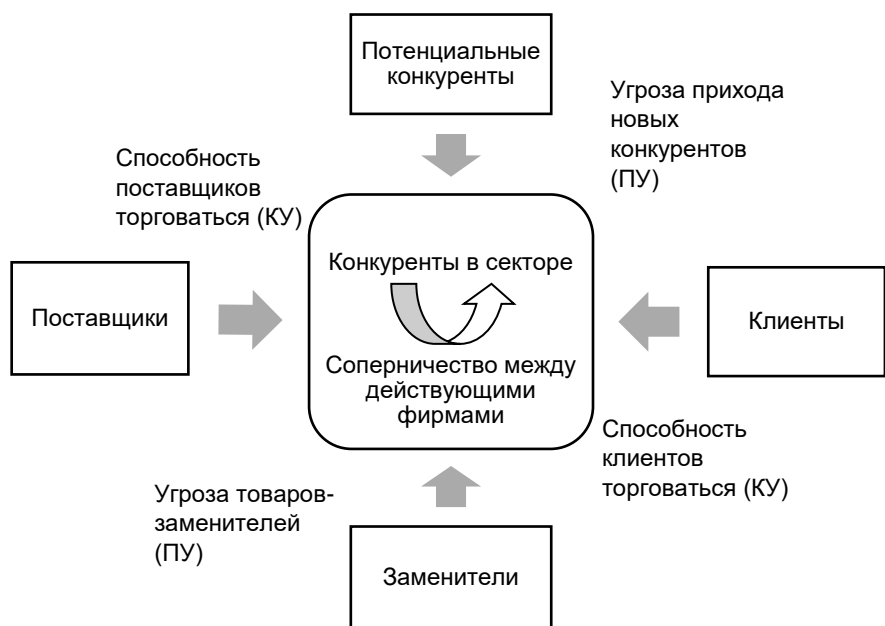 Потенциальные
конкуренты
Угроза прихода
новых
конкурентов
(ПУ)
Способность
поставщиков
торговаться (КУ)
Конкуренты в секторе
Поставщики
Клиенты
Соперничество между
действующими
фирмами
Способность
клиентов
торговаться (КУ)
Угроза товаров-
заменителей
(ПУ)
Заменители